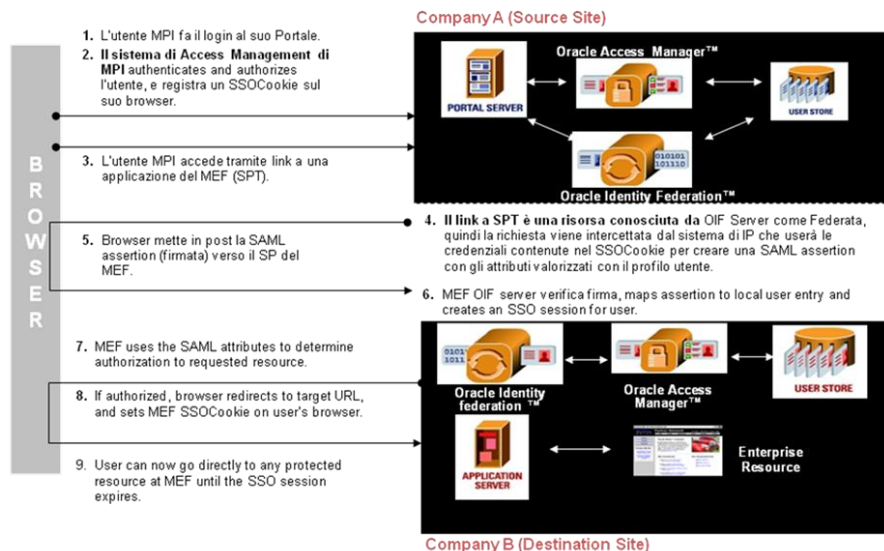 Company A (Source Site)
1. L'utente MPI fa il login al suo Portale.
2. Il sistema di Access Management di
MPI authenticates and authorizes
l'utente, e registra un SSOCookie sul
suo browser.
Oracle Access Manager™
PORTAL SERVER
USER STORE
3. L'utente MPI accede tramite link a una
applicazione del MEF (SPT).
010101
101110
Oracle Identity Federation™
BROWSER
4. Il link a SPT è una risorsa conosciuta da OIF Server come Federata,
quindi la richiesta viene intercettata dal sistema di IP che userà le
credenziali contenute nel SSOCookie per creare una SAML assertion
con gli attributi valorizzati con il profilo utente.
5. Browser mette in post la SAML
assertion (firmata) verso il SP del
MEF.
6. MEF OIF server verifica firma, maps assertion to local user entry and
creates an SSO session for user.
7. MEF uses the SAML attributes to determine
authorization to requested resource.
8. If authorized, browser redirects to target URL,
and sets MEF SSOCookie on user's browser.
Oracle Identity
federation ™
Oracle Access
Manager™
USER STORE
9. User can now go directly to any protected
resource at MEF until the SSO session
expires.
APPLICATION
SERVER
Enterprise
Resource
Company B (Destination Site)